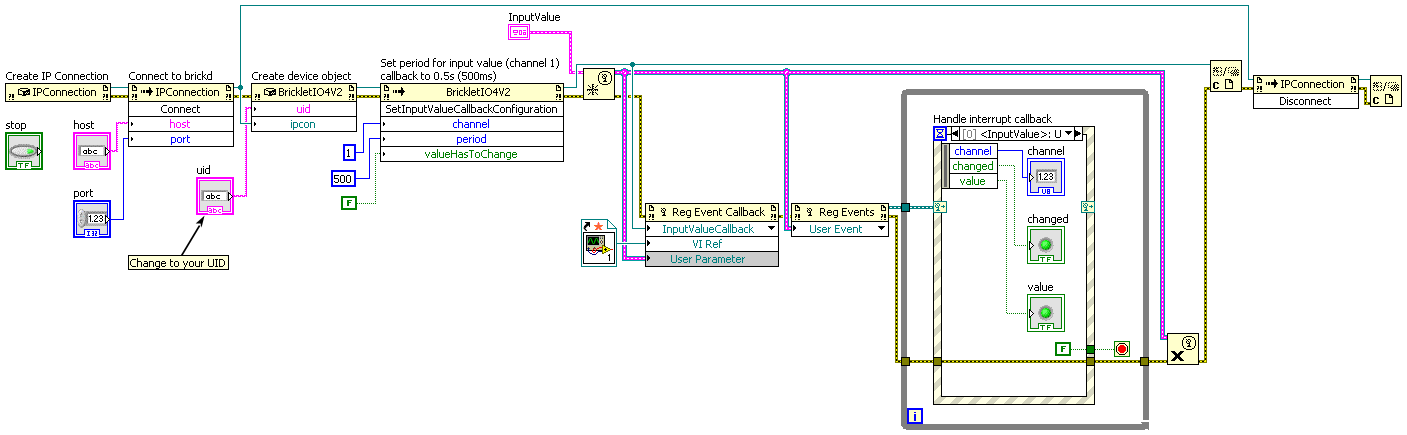 InputValue
Create IP Connection
IPConnection
Connect to brickd
IPConnection
Connect
host
port
Create device object
BrickletIO4V2
uid
ipcon
Set period for input value (channel 1)
callback to 0.5s (500ms)
BrickletIO4V2
SetInputValueCallbackConfiguration
channel
period
valueHasToChange
stop
TF
host
abc
abc
port
1.23
I32
uid
abc
abc
Change to your UID
1
500
F
Reg Event Callback
InputValueCallback
VI Ref
User Parameter
1
Reg Events
User Event
Handle interrupt callback
[0] <InputValue>: U
channel
changed
value
channel
1.23
U8
changed
TF
value
TF
F
i
X
?!/
C
IPConnection
Disconnect
?!/
C